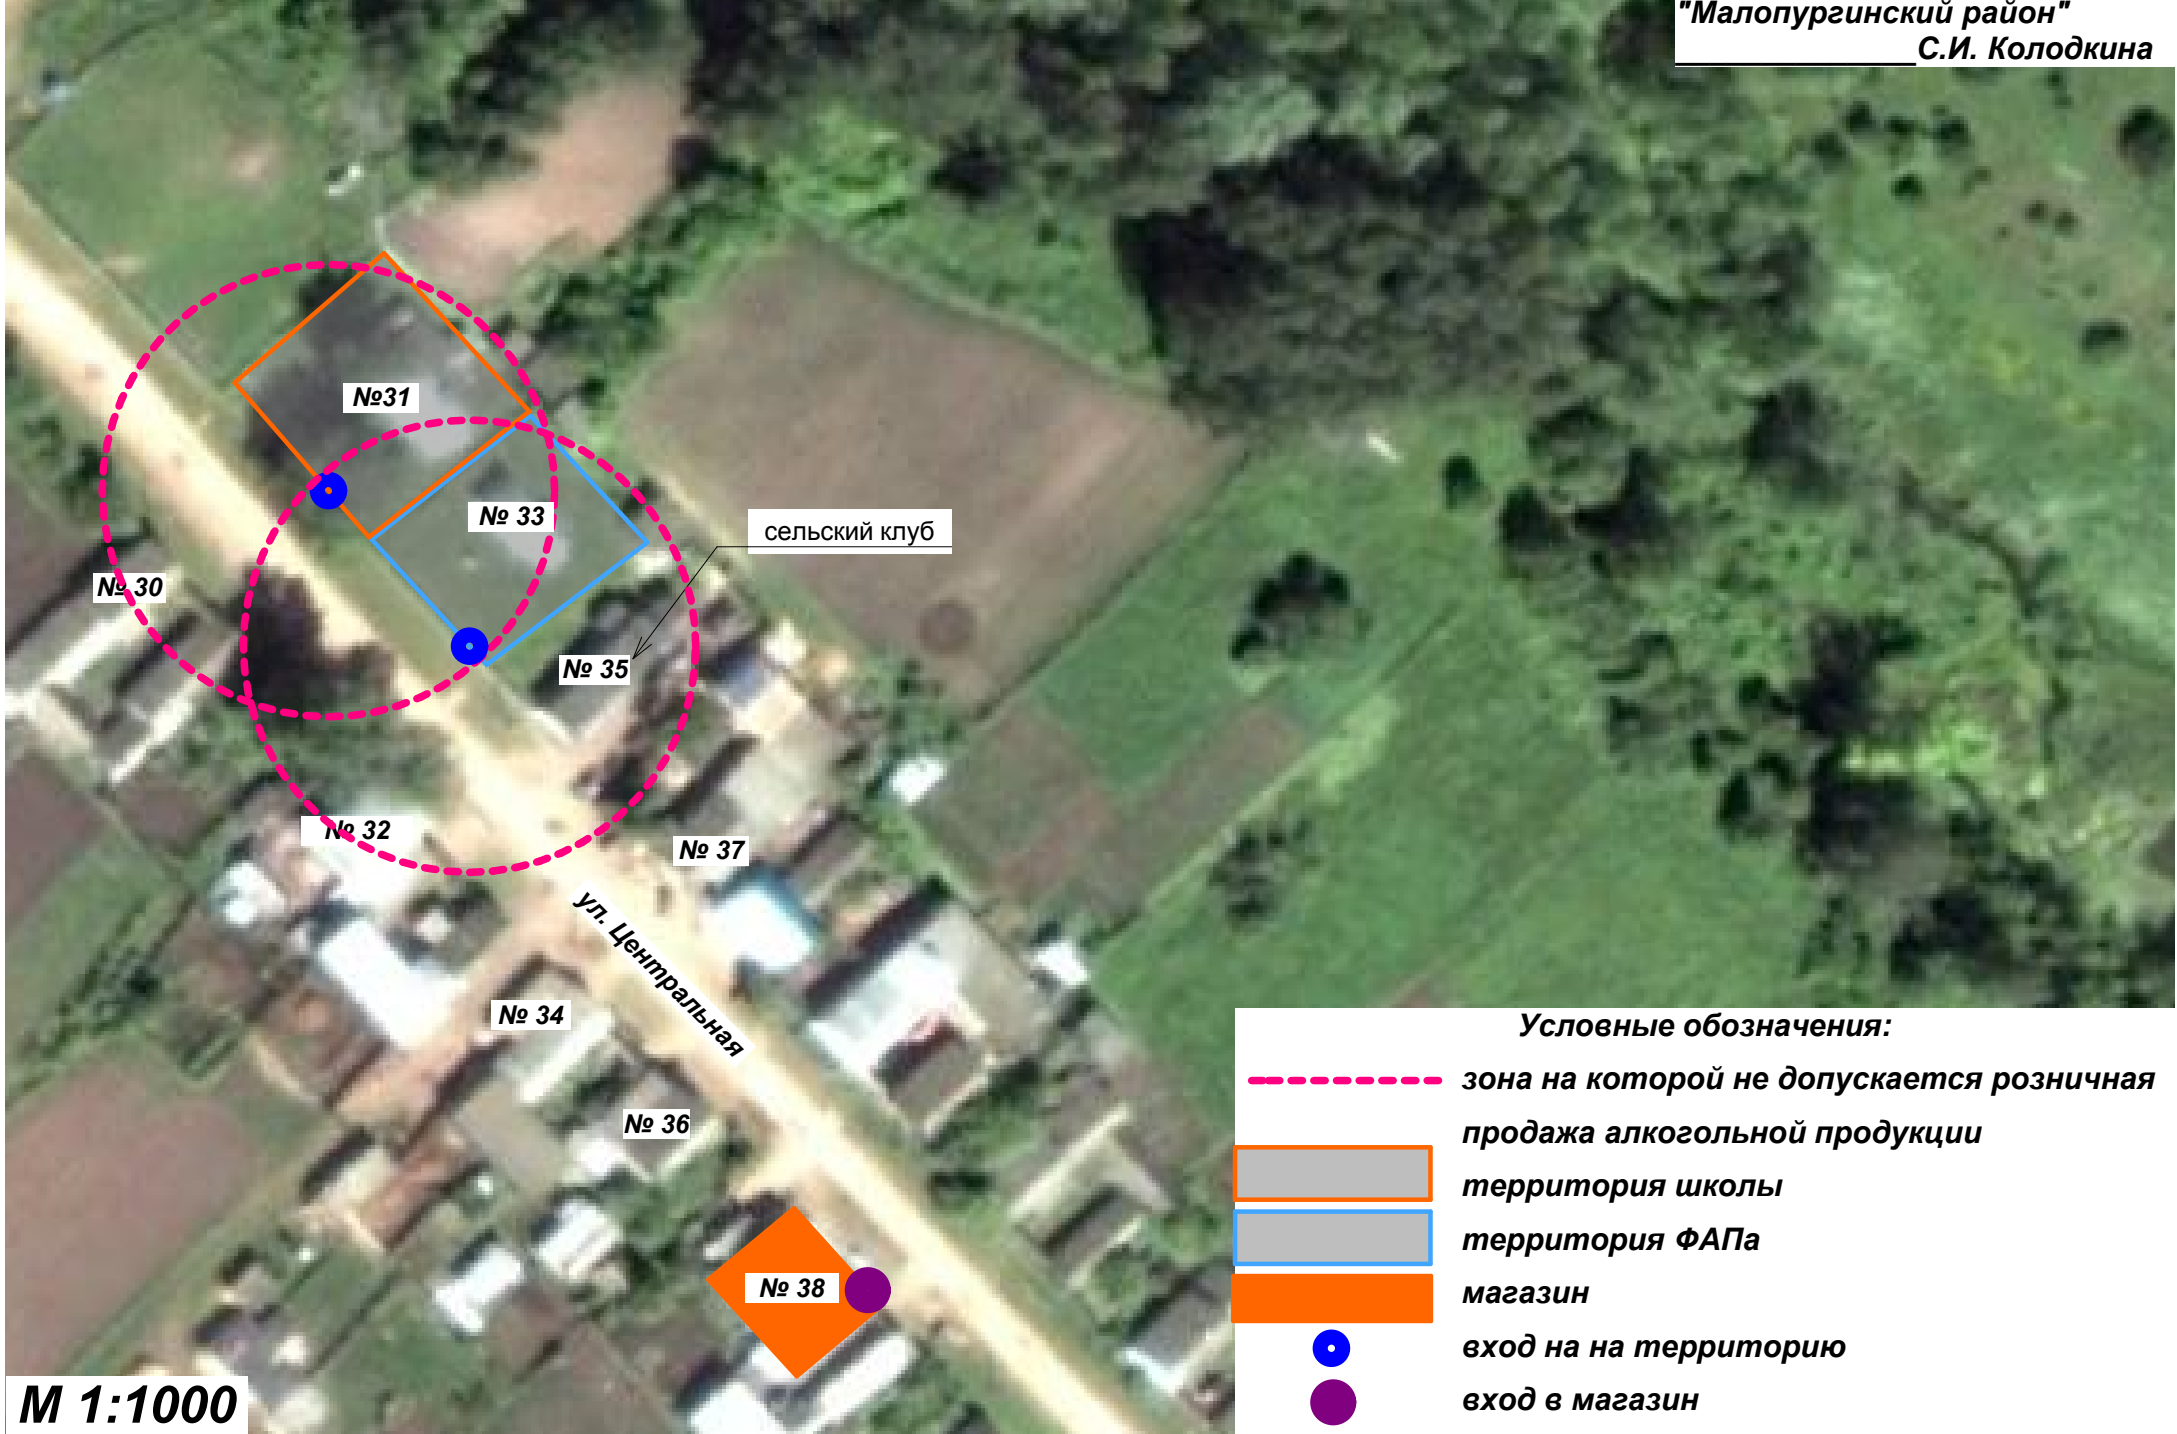 "Малопургинский район"
_______________С.И. Колодкина
№31
№ 33
сельский клуб
№ 30
№ 35
№ 32
№ 37
ул. Центральная
№ 34
№ 36
№ 38
М 1:1000
Условные обозначения:
зона на которой не допускается розничная
продажа алкогольной продукции
территория школы
территория ФАПа
магазин
вход на на территорию
вход в магазин